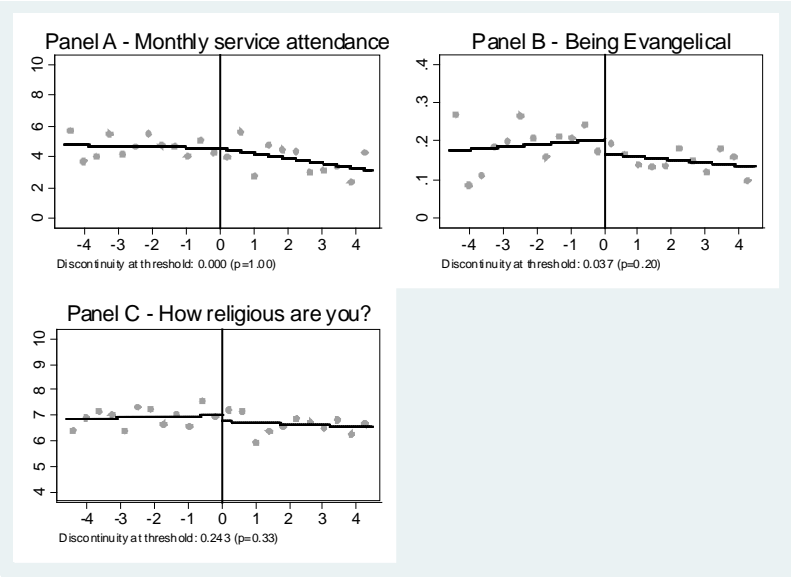 Panel A - Monthly service attendance
10
8
6
4
2
0
-4 -3 -2 -1 0 1 2 3 4
Discontinuity at threshold: 0.000 (p=1.00)
Panel B - Being Evangelical
.4
.3
.2
.1
0
-4 -3 -2 -1 0 1 2 3 4
Discontinuity at threshold: 0.037 (p=0.20)
Panel C - How religious are you?
10
9
8
7
6
5
4
-4 -3 -2 -1 0 1 2 3 4
Discontinuity at threshold: 0.243 (p=0.33)